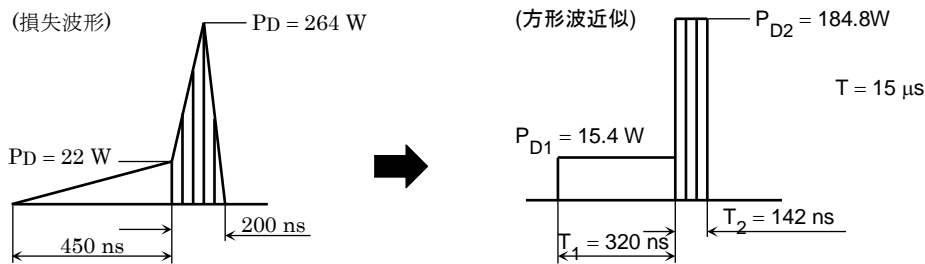 (損失波形)
PD = 264 W
PD = 22 W
200 ns
450 ns
(方形波近似)
PD2 = 184.8W
T = 15 μs
PD1 = 15.4 W
T2 = 142 ns
T1 = 320 ns